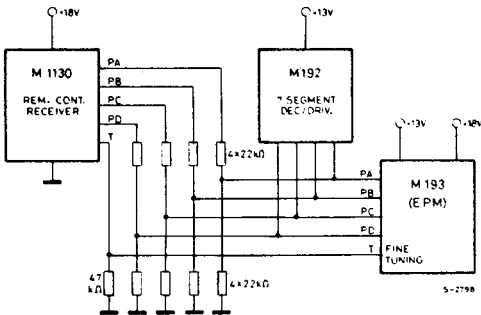 +18V
+13V
M 1130
REM. CONT.
RECEIVER
PA
PB
PC
PD
T
M192
7 SEGMENT
DEC/DRIV.
4x22kΩ
+13V
+18V
PA
PB
PC
PD
T
M 193
(EPM)
FINE
TUNING
47
kΩ
4x22kΩ
S-2798